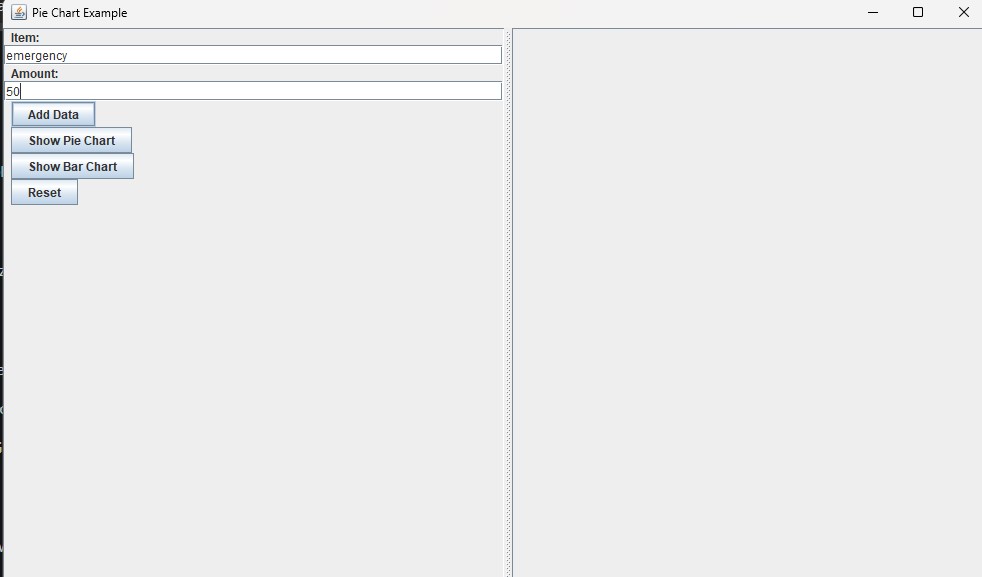 Pie Chart Example
Item:
emergency
Amount:
50
Add Data
Show Pie Chart
Show Bar Chart
Reset